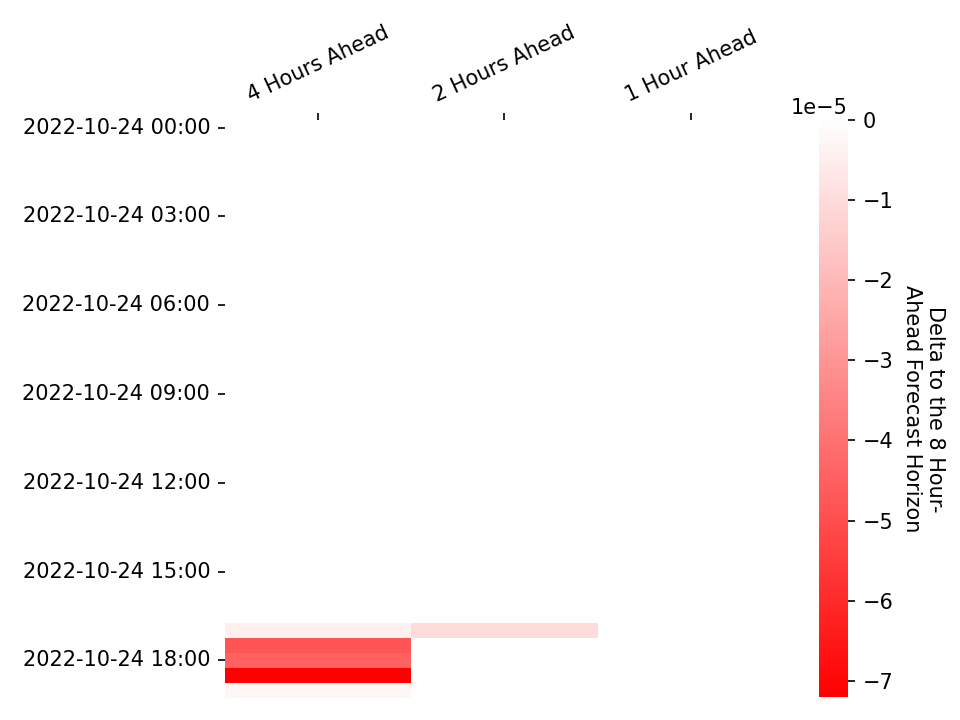 4 Hours Ahead
2 Hours Ahead
1 Hour Ahead
1e−5
2022-10-24 00:00
2022-10-24 03:00
2022-10-24 06:00
2022-10-24 09:00
2022-10-24 12:00
2022-10-24 15:00
2022-10-24 18:00
0
−1
−2
−3
−4
−5
−6
−7
Delta to the 8 Hour-
Ahead Forecast Horizon